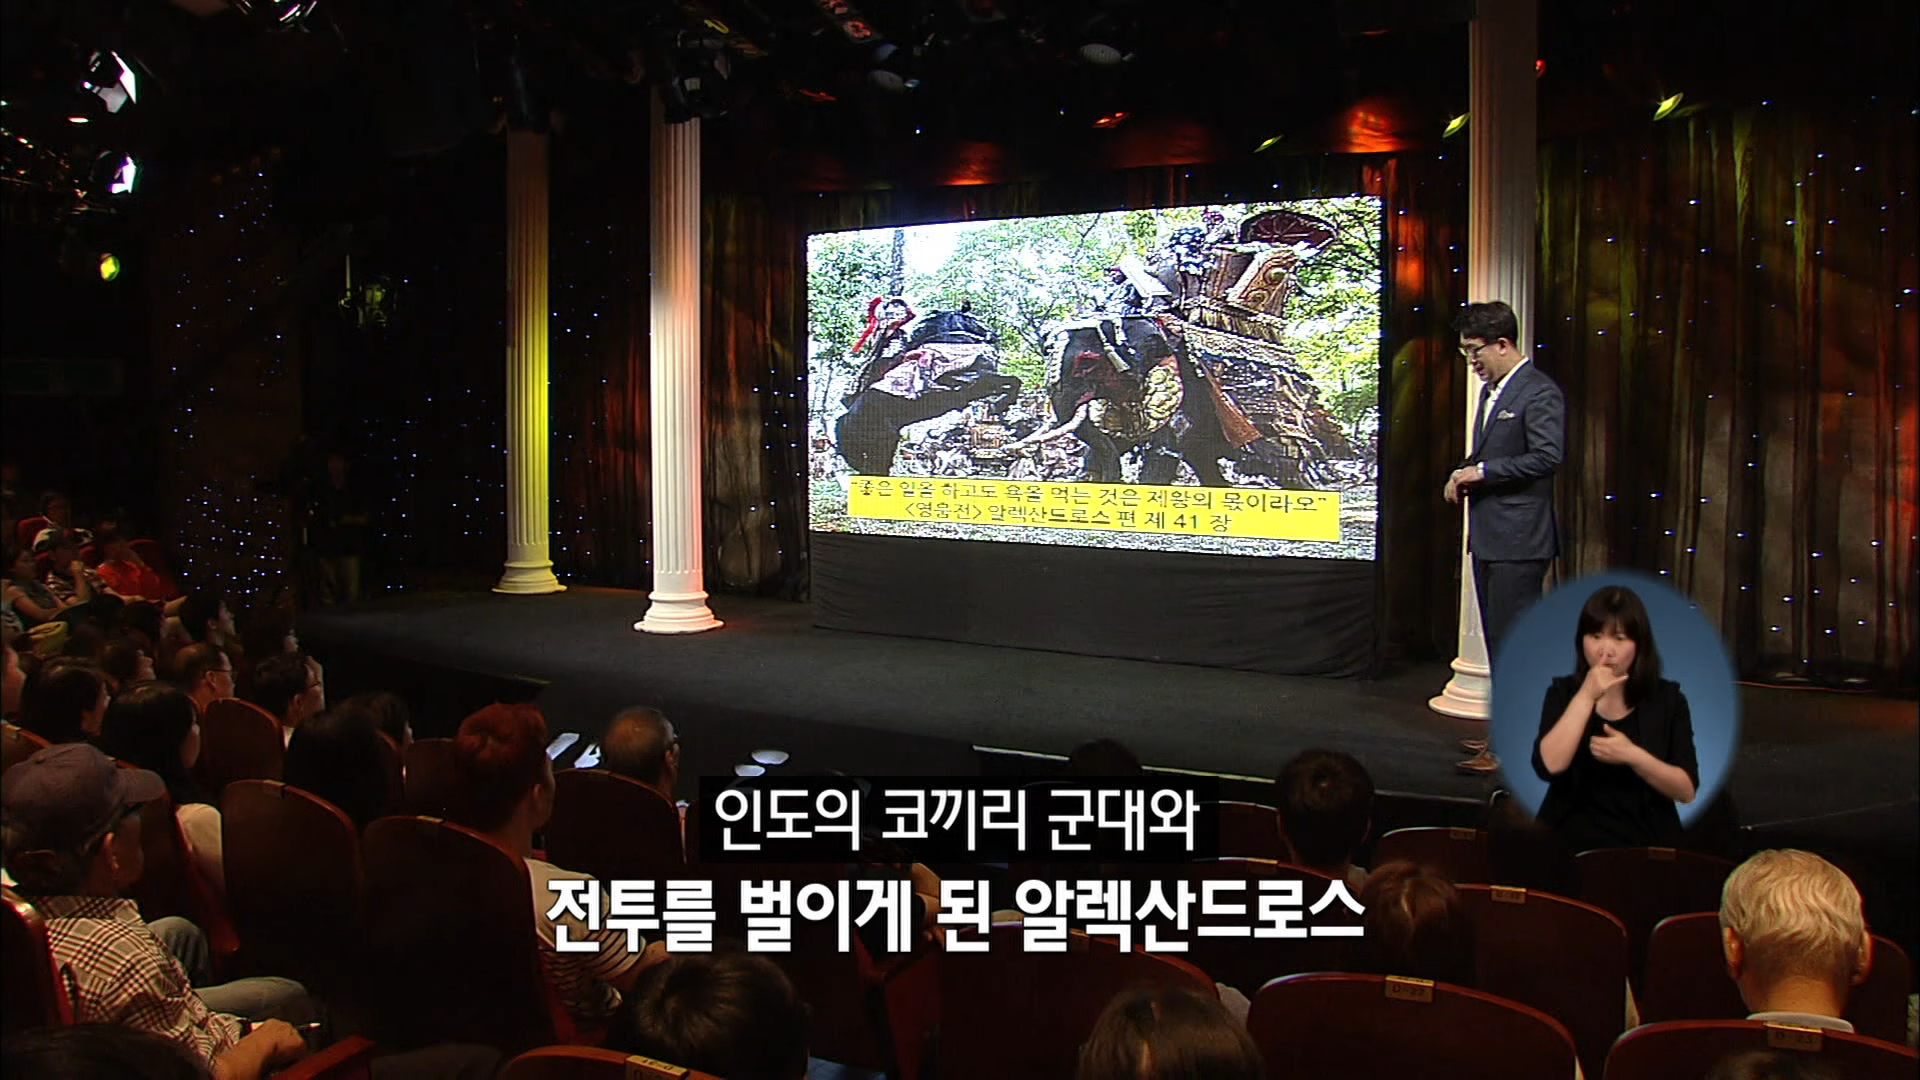 "좋은 일을 하고도 욕을 먹는 것은 제왕의 몫이라오"
<영웅전> 알렉산드로스 편 제 41 장
인도의 코끼리 군대와
전투를 벌이게 된 알렉산드로스